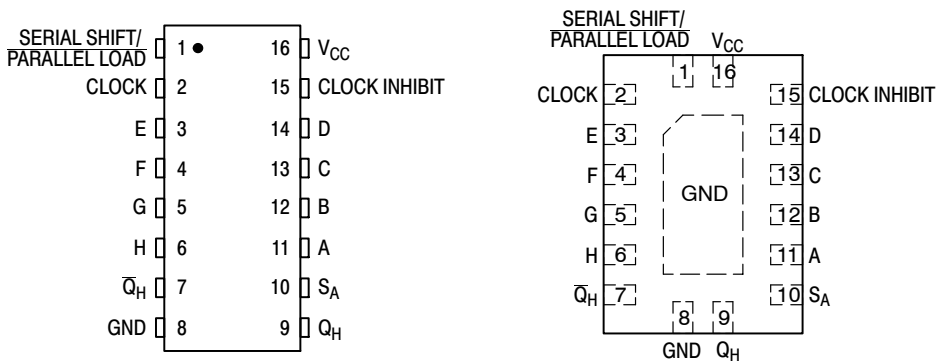 SERIAL SHIFT/
PARALLEL LOAD 1 16 VCC
CLOCK 2 15 CLOCK INHIBIT
E 3 14 D
F 4 13 C
G 5 12 B
H 6 11 A
Q̅H 7 10 SA
GND 8 9 QH
SERIAL SHIFT/
PARALLEL LOAD VCC
1 16
CLOCK 2 15 CLOCK INHIBIT
E 3 14 D
F 4 13 C
GND
G 5 12 B
H 6 11 A
Q̅H 7 10 SA
8 9
GND QH